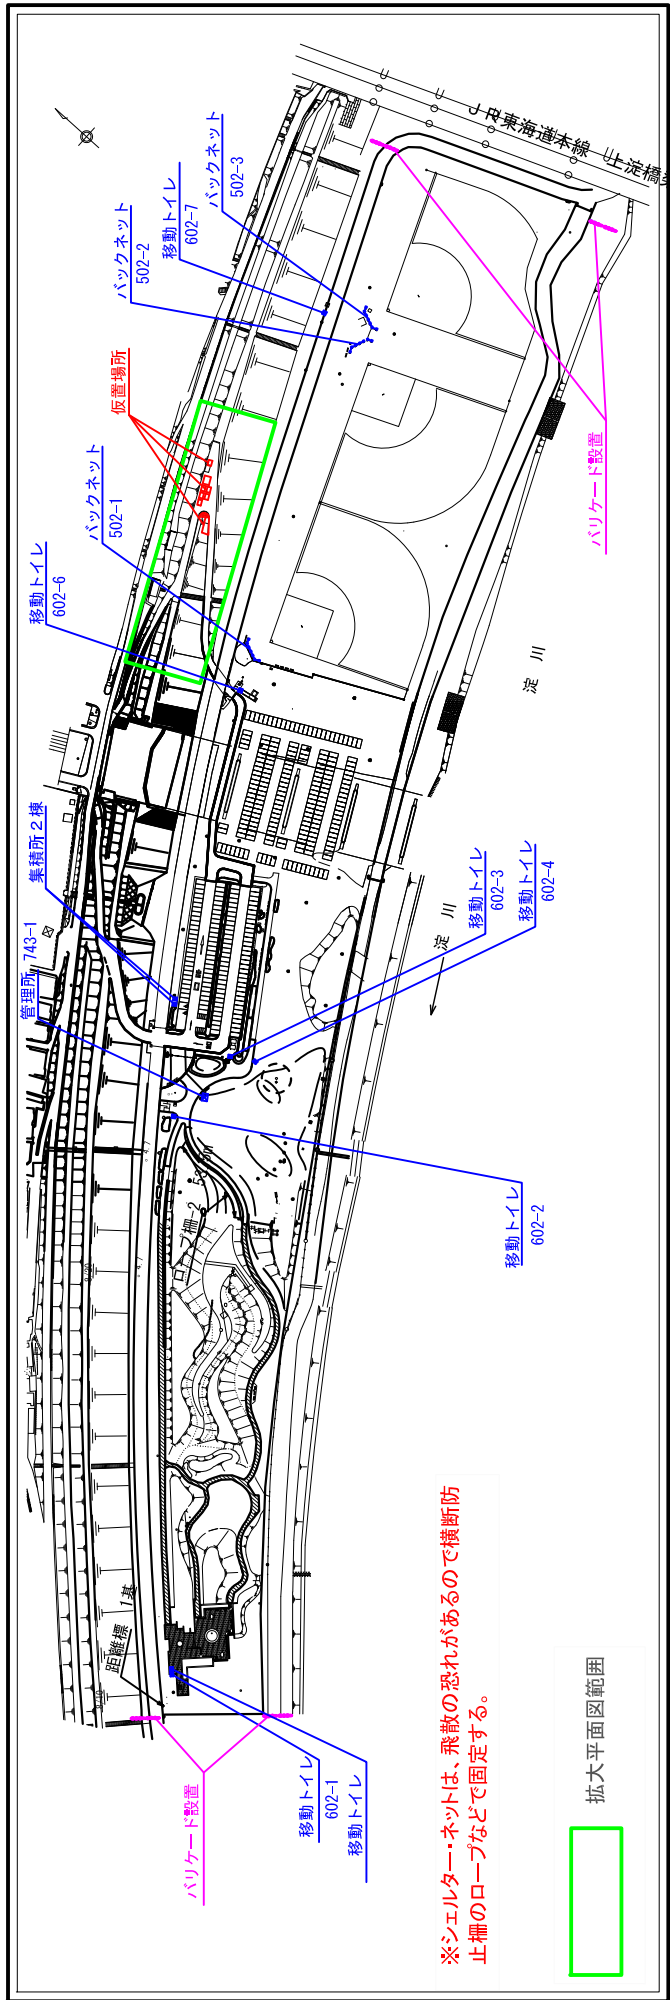 JR東海道本線
上淀橋
バックネット
502-3
移動トイレ
602-7
バックネット
502-2
仮置場所
バックネット
502-1
移動トイレ
602-6
バリケード設置
淀 川
集積所2棟
管理所 743-1
移動トイレ
602-3
移動トイレ
602-4
淀 川
移動トイレ
602-2
ロープ柵-2
距離標 1基
バリケード設置
移動トイレ
602-1
移動トイレ
※シェルター・ネットは、飛散の恐れがあるので横断防
止柵のロープなどで固定する。
拡大平面図範囲